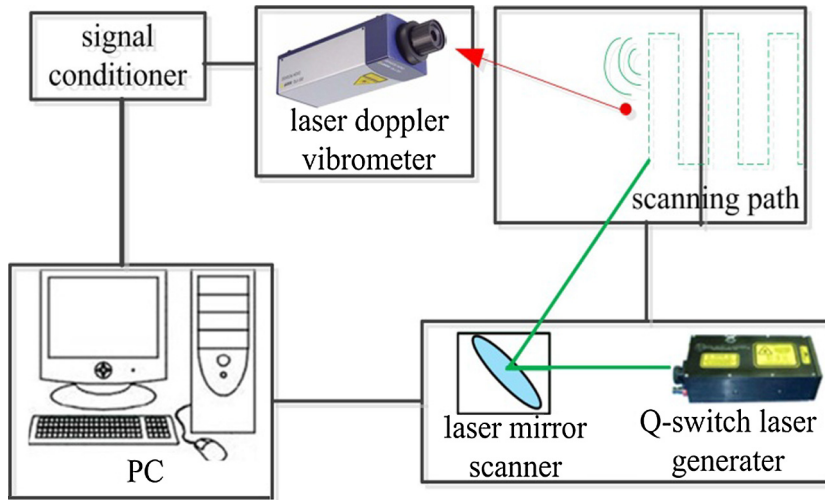 signal
conditioner
laser doppler
vibrometer
scanning path
PC
laser mirror
scanner
Q-switch laser
generater